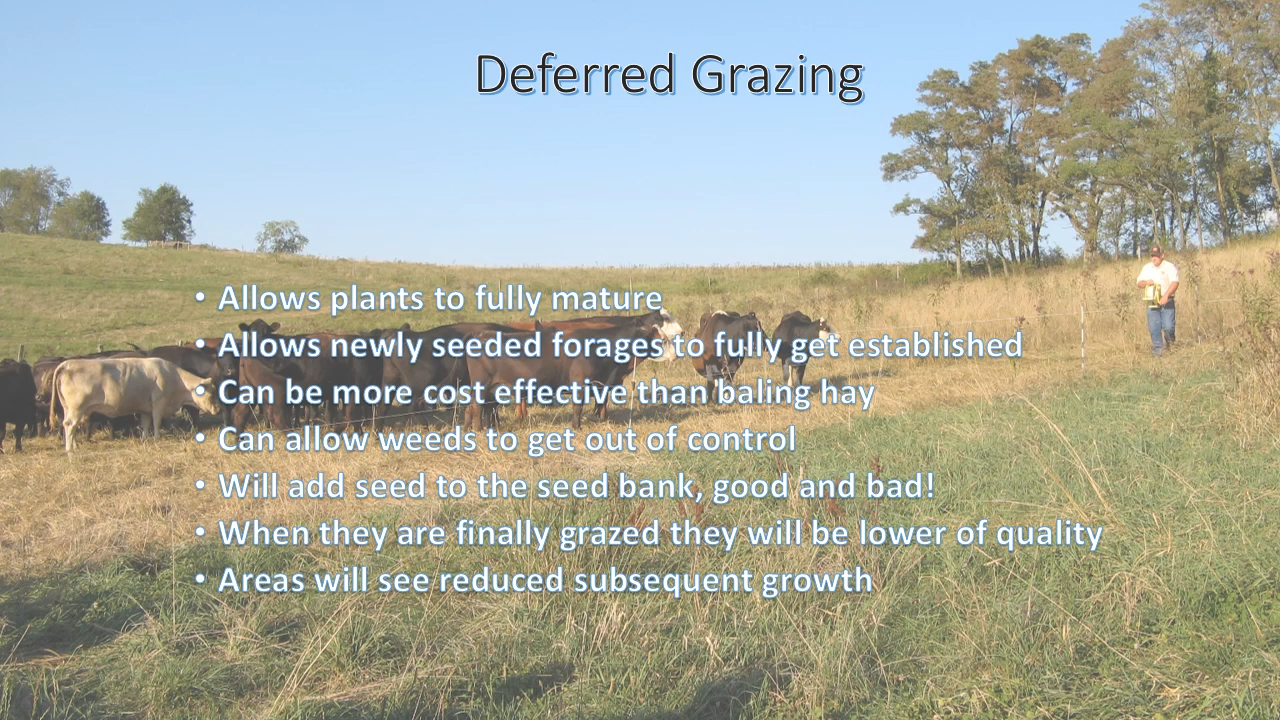 Deferred Grazing
• Allows plants to fully mature
• Allows newly seeded forages to fully get established
• Can be more cost effective than baling hay
• Can allow weeds to get out of control
• Will add seed to the seed bank, good and bad!
• When they are finally grazed they will be lower of quality
• Areas will see reduced subsequent growth